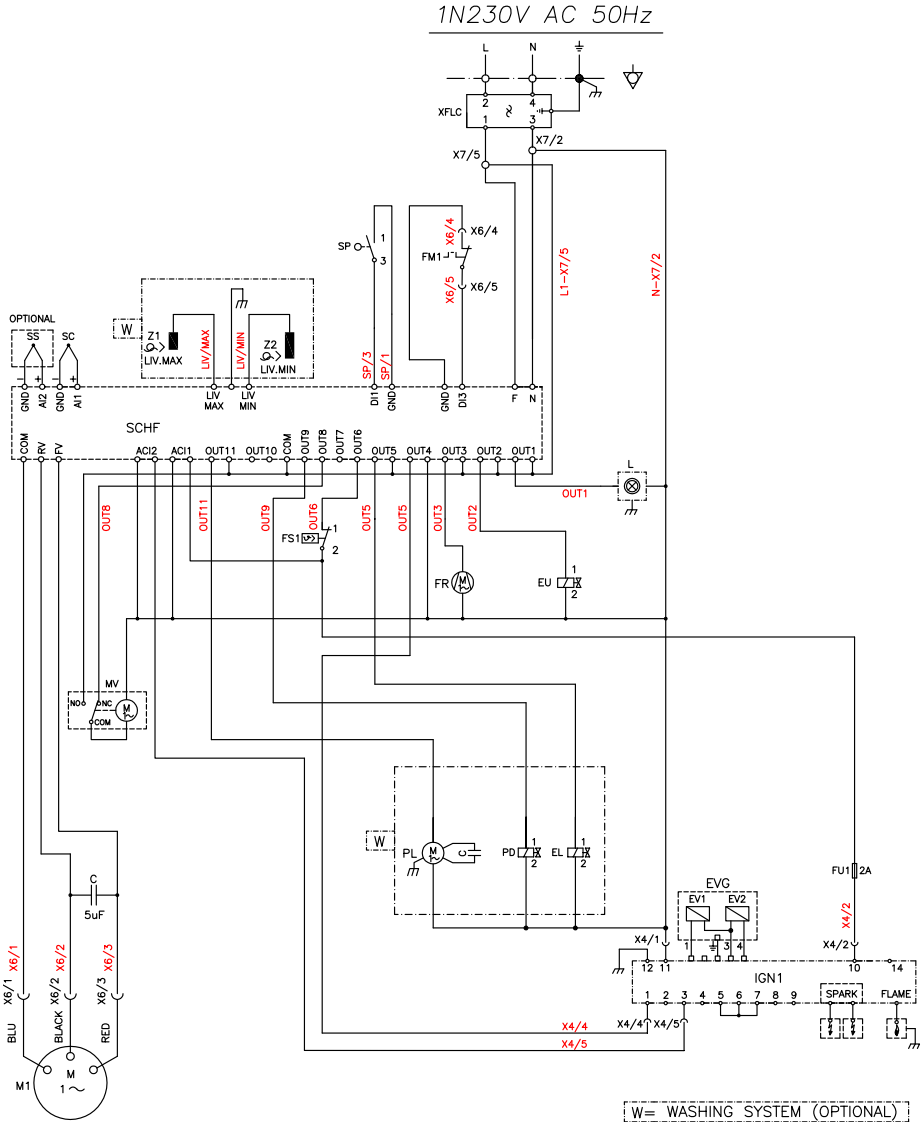 1N230V AC 50Hz
L N
2 4
XFLC
1 3
X7/2
X7/5
X6/4 X6/4
SP 1
3
FM1
X6/5 X6/5
L1-X7/5
N-X7/2
OPTIONAL
SS SC
W
Z1
LIV.MAX
LIV/MAX
LIV/MIN
Z2
LIV.MIN
SP/3
SP/1
- + - +
GND AI2 GND AI1
LIV MAX
LIV MIN
DI1 GND
GND DI3
F N
SCHF
COM RV FV
ACI2 ACI1 OUT11 OUT10 COM OUT9 OUT8 OUT7 OUT6 OUT5 OUT4 OUT3 OUT2 OUT1
L
OUT1
OUT8 OUT11 OUT9 OUT6 OUT5 OUT5 OUT3 OUT2
FS1 1
2
FR M
1
EU
2
MV
NO NC
COM
M
W
PL M C
PD 1
2
EL 1
2
FU1 2A
X4/2
EVG
EV1 EV2
1 3 4
X4/1
X4/2
12 11
10 14
IGN1
1 2 3 4 5 6 7 8 9
SPARK FLAME
X4/4 X4/5
X4/4
X4/5
C
5uF
X6/1 X6/2 X6/3
X6/1 X6/2 X6/3
BLU BLACK RED
M
1
M1
W= WASHING SYSTEM (OPTIONAL)